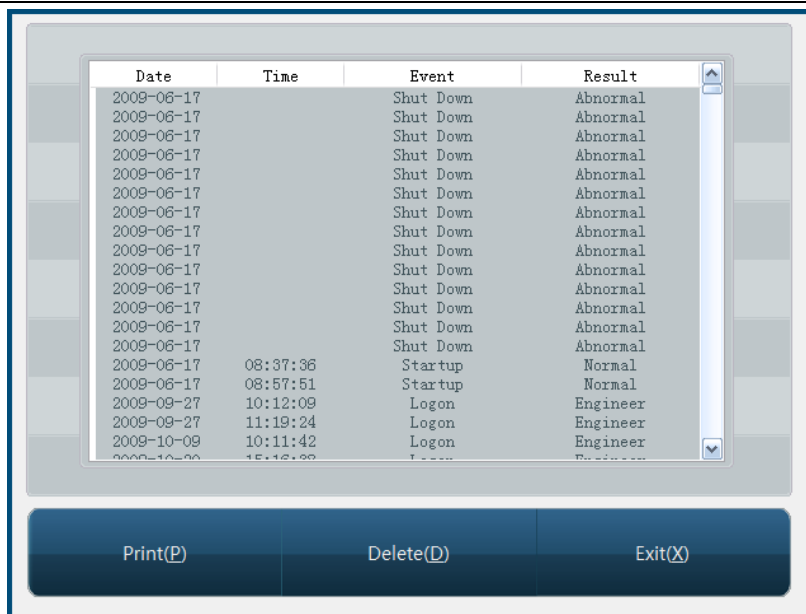 Date Time Event Result
2009-06-17 Shut Down Abnormal
2009-06-17 Shut Down Abnormal
2009-06-17 Shut Down Abnormal
2009-06-17 Shut Down Abnormal
2009-06-17 Shut Down Abnormal
2009-06-17 Shut Down Abnormal
2009-06-17 Shut Down Abnormal
2009-06-17 Shut Down Abnormal
2009-06-17 Shut Down Abnormal
2009-06-17 Shut Down Abnormal
2009-06-17 Shut Down Abnormal
2009-06-17 Shut Down Abnormal
2009-06-17 Shut Down Abnormal
2009-06-17 Shut Down Abnormal
2009-06-17 08:37:36 Startup Normal
2009-06-17 08:57:51 Startup Normal
2009-09-27 10:12:09 Logon Engineer
2009-09-27 11:19:24 Logon Engineer
2009-10-09 10:11:42 Logon Engineer
Logon Engineer
Print(P) Delete(D) Exit(X)